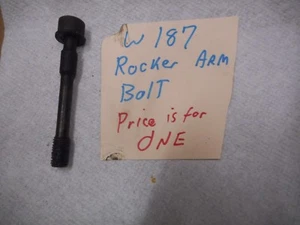 W 187
Rocker ARM
BolT
Price is for
ONE